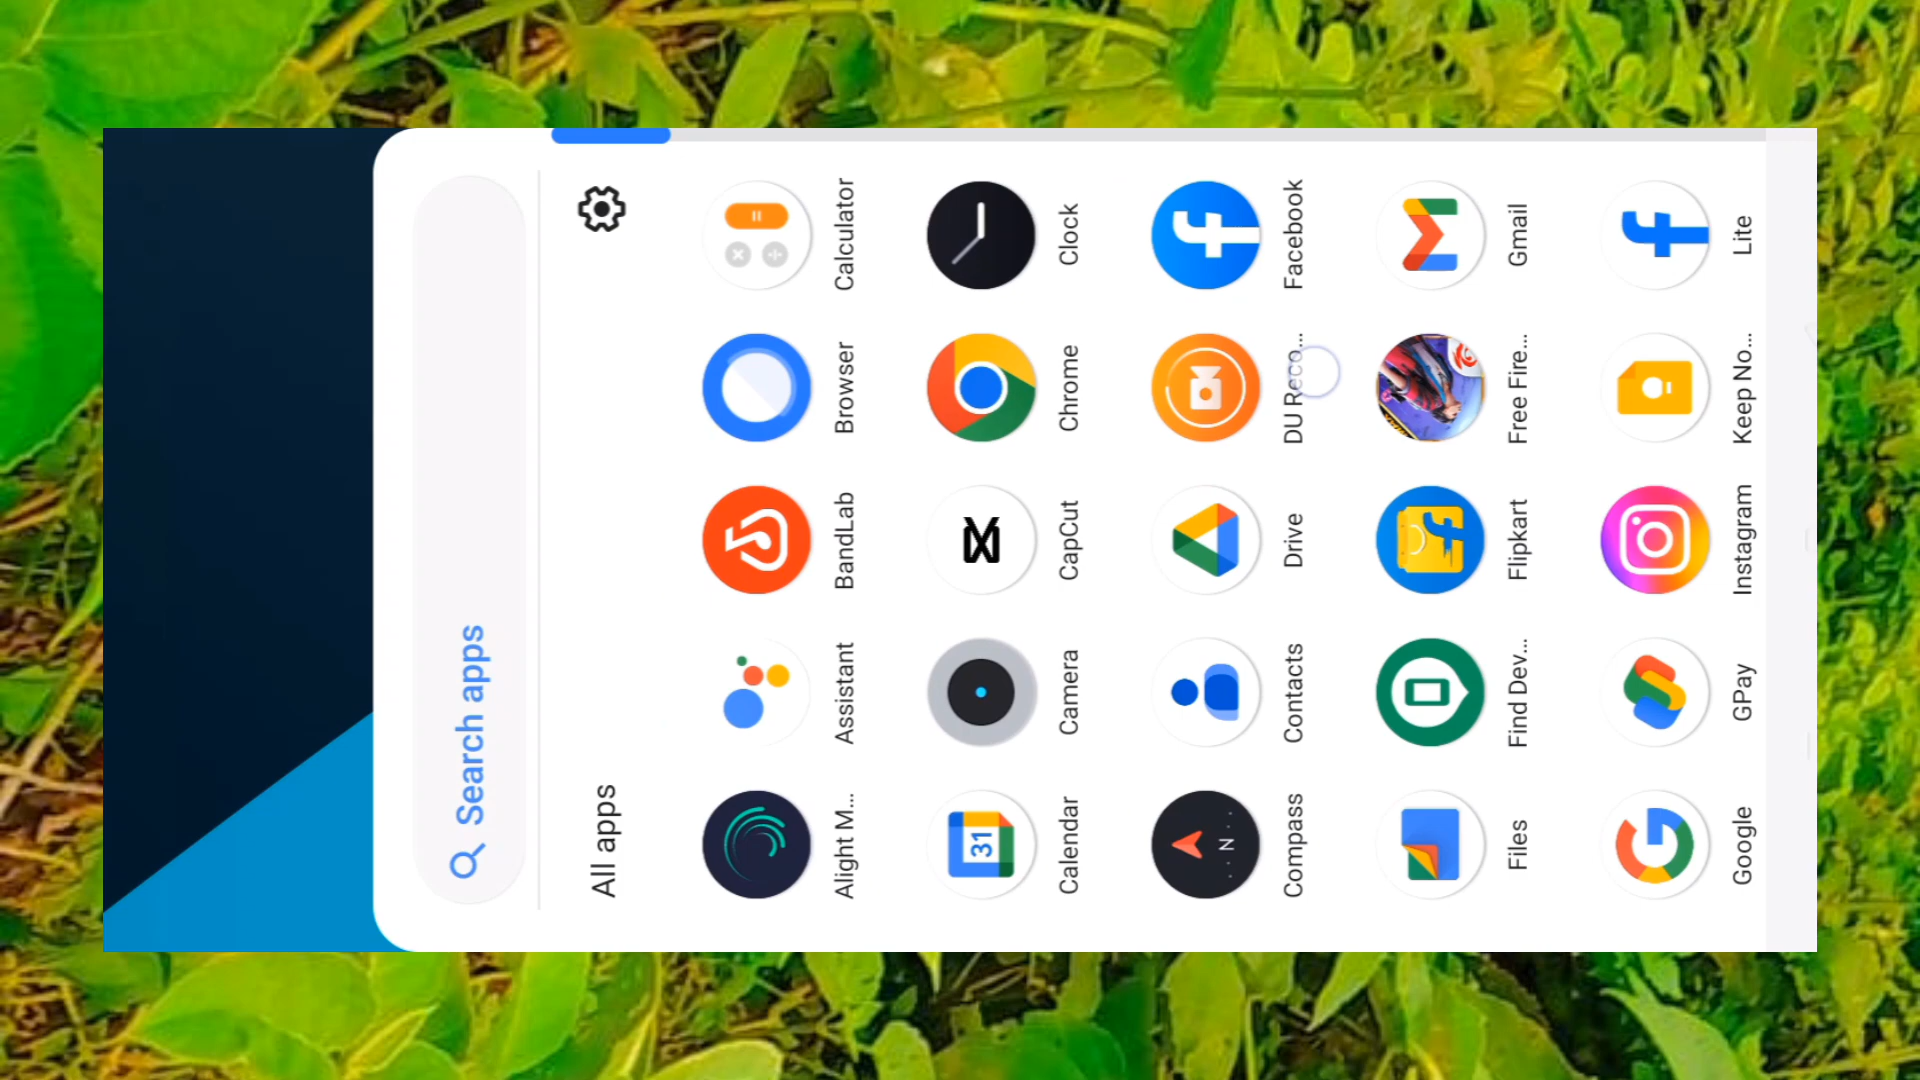 Search apps
All apps
Alight M...
Assistant
BandLab
Browser
Calculator
31
Calendar
Camera
CapCut
Chrome
Clock
N
Compass
Contacts
Drive
DU Reco...
Facebook
Files
Find Dev...
Flipkart
Free Fire...
Gmail
Google
GPay
Instagram
Keep No...
Lite